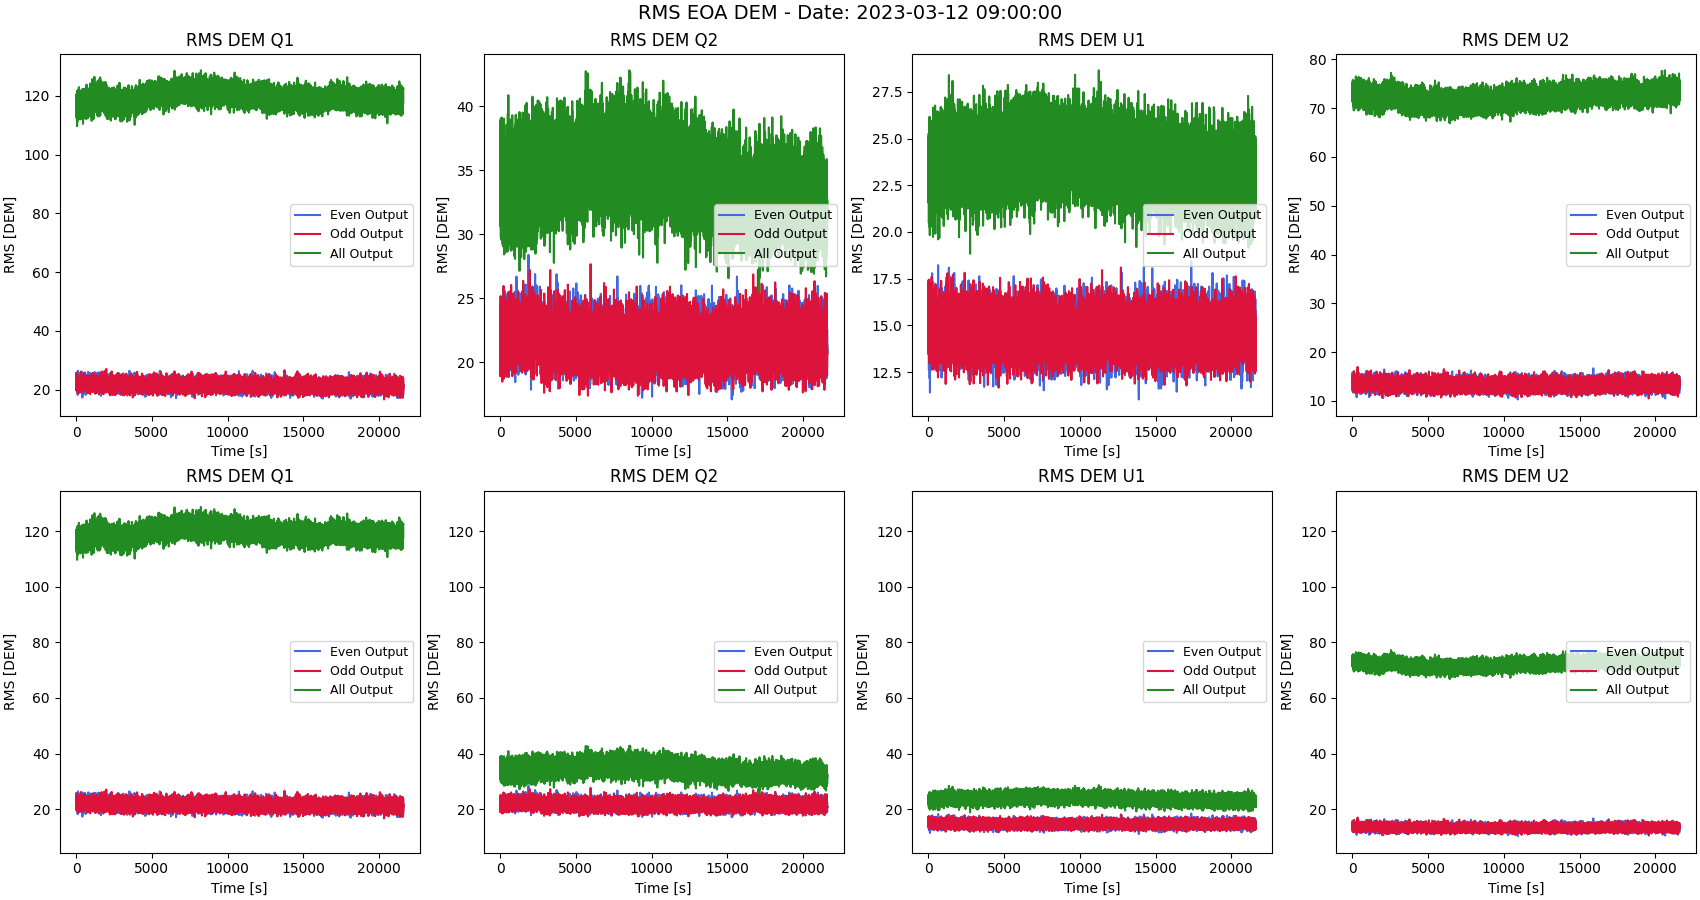 RMS EOA DEM - Date: 2023-03-12 09:00:00
RMS DEM Q1
RMS [DEM]
120
100
80
60
40
20
0 5000 10000 15000 20000
Time [s]
Even Output
Odd Output
All Output
RMS DEM Q2
RMS [DEM]
40
35
30
25
20
0 5000 10000 15000 20000
Time [s]
Even Output
Odd Output
All Output
RMS DEM U1
RMS [DEM]
27.5
25.0
22.5
20.0
17.5
15.0
12.5
0 5000 10000 15000 20000
Time [s]
Even Output
Odd Output
All Output
RMS DEM U2
RMS [DEM]
80
70
60
50
40
30
20
10
0 5000 10000 15000 20000
Time [s]
Even Output
Odd Output
All Output
RMS DEM Q1
RMS [DEM]
120
100
80
60
40
20
0 5000 10000 15000 20000
Time [s]
Even Output
Odd Output
All Output
RMS DEM Q2
RMS [DEM]
120
100
80
60
40
20
0 5000 10000 15000 20000
Time [s]
Even Output
Odd Output
All Output
RMS DEM U1
RMS [DEM]
120
100
80
60
40
20
0 5000 10000 15000 20000
Time [s]
Even Output
Odd Output
All Output
RMS DEM U2
RMS [DEM]
120
100
80
60
40
20
0 5000 10000 15000 20000
Time [s]
Even Output
Odd Output
All Output